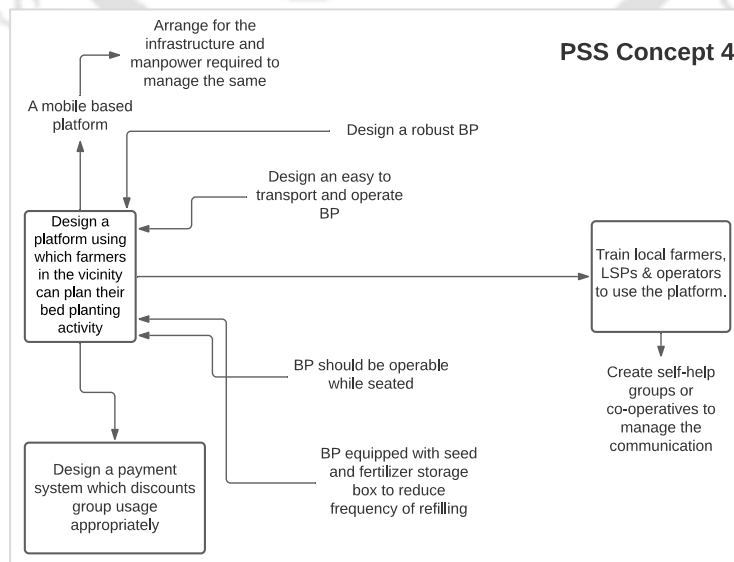 Arrange for the
infrastructure and
manpower required to
manage the same
PSS Concept 4
A mobile based
platform
Design a robust BP
Design an easy to
transport and operate
BP
Design a
platform using
which farmers
in the vicinity
can plan their
bed planting
activity
Train local farmers,
LSPs & operators
to use the platform.
BP should be operable
while seated
Create self-help
groups or
co-operatives to
manage the
communication
Design a payment
system which discounts
group usage
appropriately
BP equipped with seed
and fertilizer storage
box to reduce
frequency of refilling